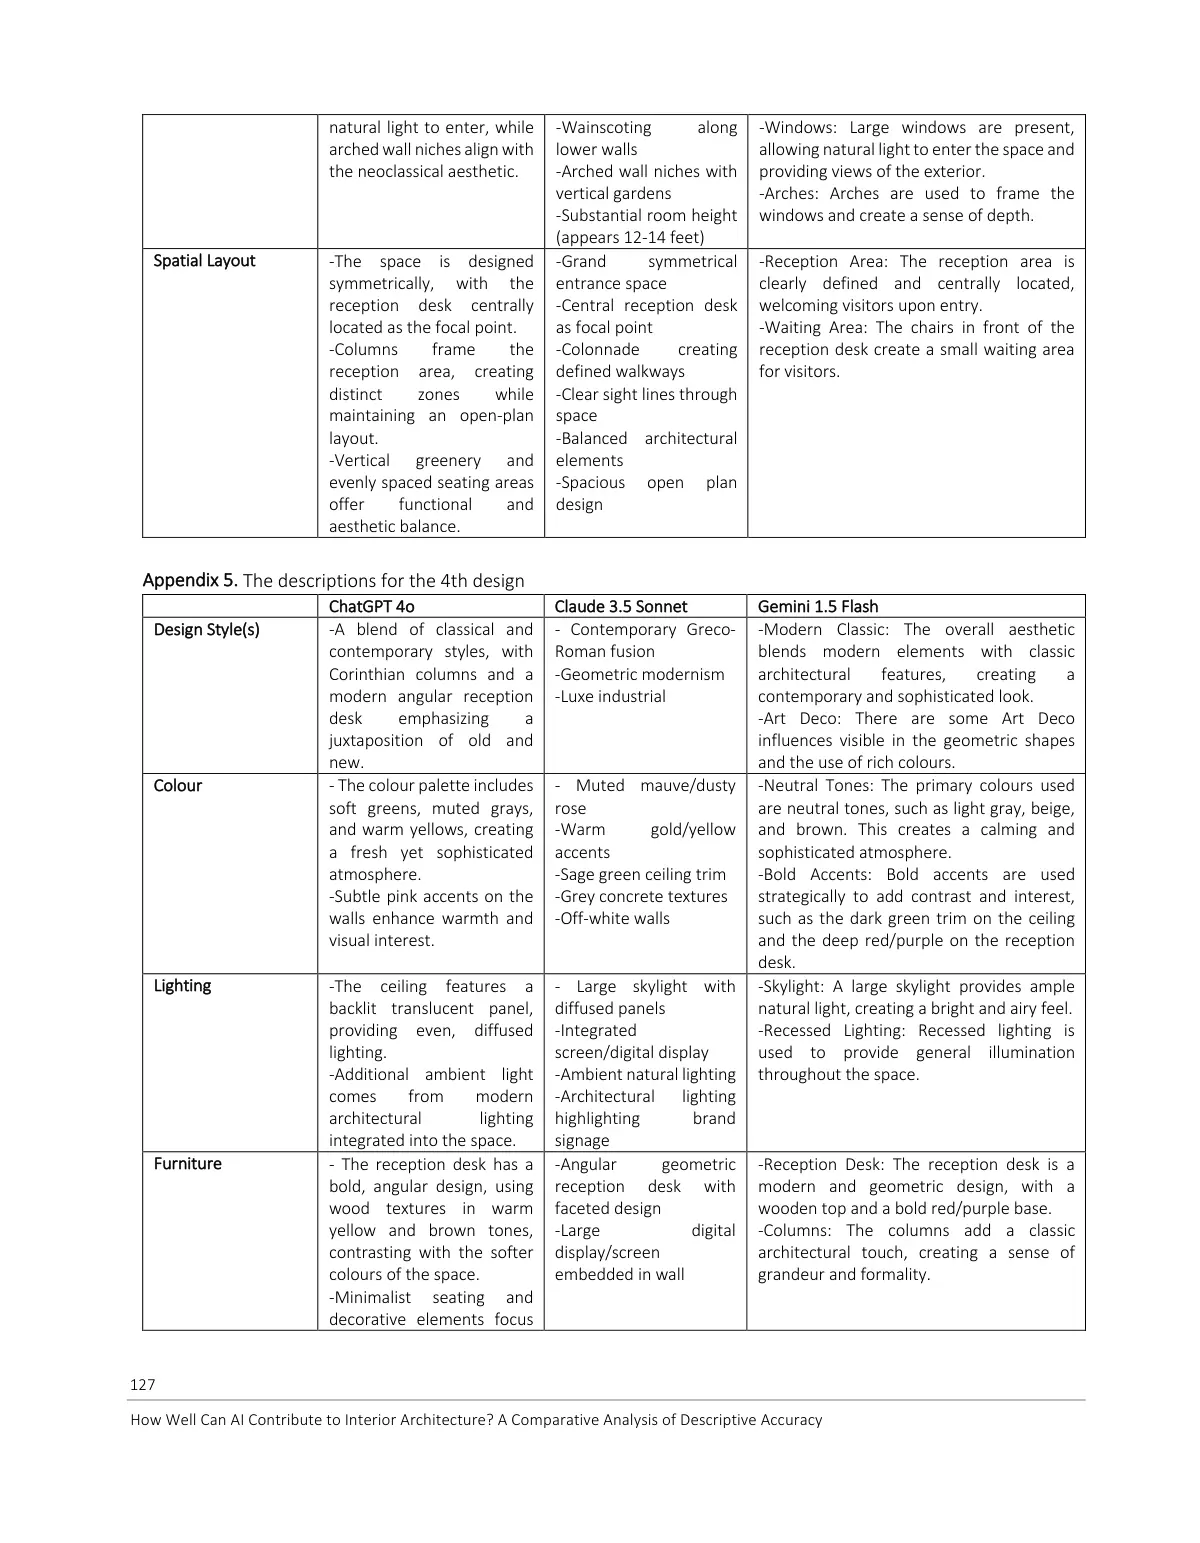 natural light to enter, while
arched wall niches align with
the neoclassical aesthetic.
-Wainscoting along
lower walls
-Arched wall niches with
vertical gardens
-Substantial room height
(appears 12-14 feet)
-Windows: Large windows are present,
allowing natural light to enter the space and
providing views of the exterior.
-Arches: Arches are used to frame the
windows and create a sense of depth.
Spatial Layout
-The space is designed
symmetrically, with the
reception desk centrally
located as the focal point.
-Columns frame the
reception area, creating
distinct zones while
maintaining an open-plan
layout.
-Vertical greenery and
evenly spaced seating areas
offer functional and
aesthetic balance.
-Grand symmetrical
entrance space
-Central reception desk
as focal point
-Colonnade creating
defined walkways
-Clear sight lines through
space
-Balanced architectural
elements
-Spacious open plan
design
-Reception Area: The reception area is
clearly defined and centrally located,
welcoming visitors upon entry.
-Waiting Area: The chairs in front of the
reception desk create a small waiting area
for visitors.
Appendix 5. The descriptions for the 4th design
ChatGPT 4o
Claude 3.5 Sonnet
Gemini 1.5 Flash
Design Style(s)
-A blend of classical and
contemporary styles, with
Corinthian columns and a
modern angular reception
desk emphasizing a
juxtaposition of old and
new.
- Contemporary Greco-
Roman fusion
-Geometric modernism
-Luxe industrial
-Modern Classic: The overall aesthetic
blends modern elements with classic
architectural features, creating a
contemporary and sophisticated look.
-Art Deco: There are some Art Deco
influences visible in the geometric shapes
and the use of rich colours.
Colour
- The colour palette includes
soft greens, muted grays,
and warm yellows, creating
a fresh yet sophisticated
atmosphere.
-Subtle pink accents on the
walls enhance warmth and
visual interest.
- Muted mauve/dusty
rose
-Warm gold/yellow
accents
-Sage green ceiling trim
-Grey concrete textures
-Off-white walls
-Neutral Tones: The primary colours used
are neutral tones, such as light gray, beige,
and brown. This creates a calming and
sophisticated atmosphere.
-Bold Accents: Bold accents are used
strategically to add contrast and interest,
such as the dark green trim on the ceiling
and the deep red/purple on the reception
desk.
Lighting
-The ceiling features a
backlit translucent panel,
providing even, diffused
lighting.
-Additional ambient light
comes from modern
architectural lighting
integrated into the space.
- Large skylight with
diffused panels
-Integrated
screen/digital display
-Ambient natural lighting
-Architectural lighting
highlighting brand
signage
-Skylight: A large skylight provides ample
natural light, creating a bright and airy feel.
-Recessed Lighting: Recessed lighting is
used to provide general illumination
throughout the space.
Furniture
- The reception desk has a
bold, angular design, using
wood textures in warm
yellow and brown tones,
contrasting with the softer
colours of the space.
-Minimalist seating and
decorative elements focus
-Angular geometric
reception desk with
faceted design
-Large digital
display/screen
embedded in wall
-Reception Desk: The reception desk is a
modern and geometric design, with a
wooden top and a bold red/purple base.
-Columns: The columns add a classic
architectural touch, creating a sense of
grandeur and formality.
127
How Well Can AI Contribute to Interior Architecture? A Comparative Analysis of Descriptive Accuracy